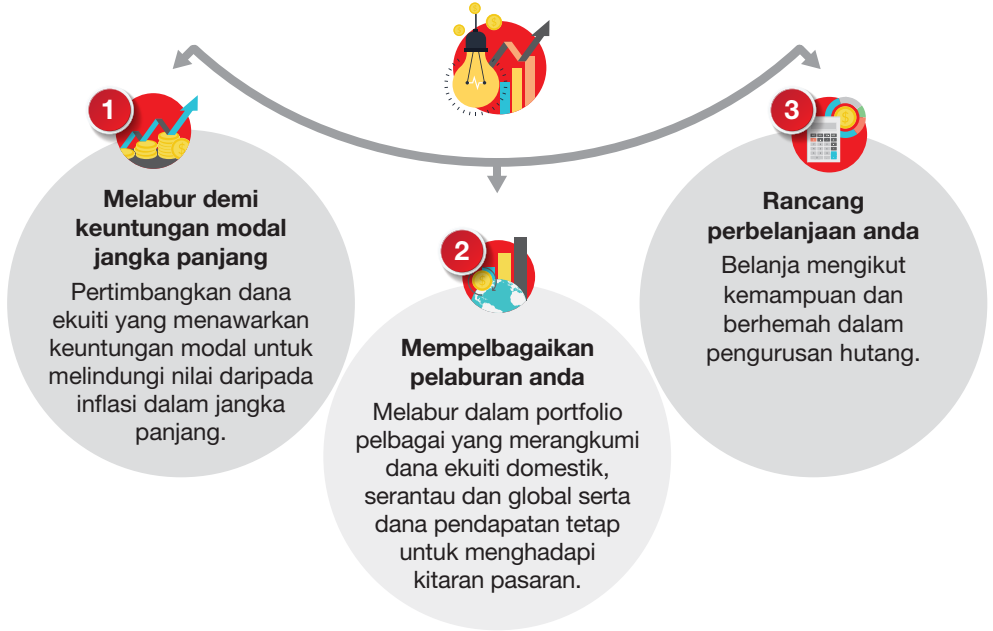 1
Melabur demi
keuntungan modal
jangka panjang
Pertimbangkan dana
ekuiti yang menawarkan
keuntungan modal untuk
melindungi nilai daripada
inflasi dalam jangka
panjang.
2
Mempelbagaikan
pelaburan anda
Melabur dalam portfolio
pelbagai yang merangkumi
dana ekuiti domestik,
serantau dan global serta
dana pendapatan tetap
untuk menghadapi
kitaran pasaran.
3
Rancang
perbelanjaan anda
Belanja mengikut
kemampuan dan
berhemah dalam
pengurusan hutang.